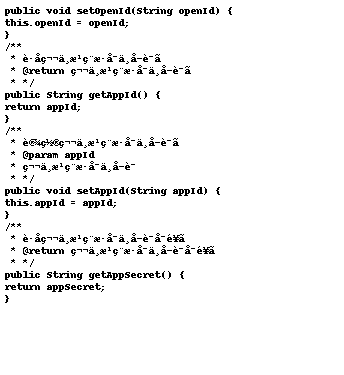 public void setOpenId(String openId) {
this.openId = openId;
}
/**
 * è·åç¬¬ä¸æ¹ç¨æ·å¯ä¸å­è¯ã
 * @return ç¬¬ä¸æ¹ç¨æ·å¯ä¸å­è¯ã
 * */
public String getAppId() {
return appId;
}
/**
 * è®¾ç½®ç¬¬ä¸æ¹ç¨æ·å¯ä¸å­è¯ã
 * @param appId
 * ç¬¬ä¸æ¹ç¨æ·å¯ä¸å­è¯
 * */
public void setAppId(String appId) {
this.appId = appId;
}
/**
 * è·åç¬¬ä¸æ¹ç¨æ·å¯ä¸å­è¯å¯é¥ã
 * @return ç¬¬ä¸æ¹ç¨æ·å¯ä¸å­è¯å¯é¥ã
 * */
public String getAppSecret() {
return appSecret;
}